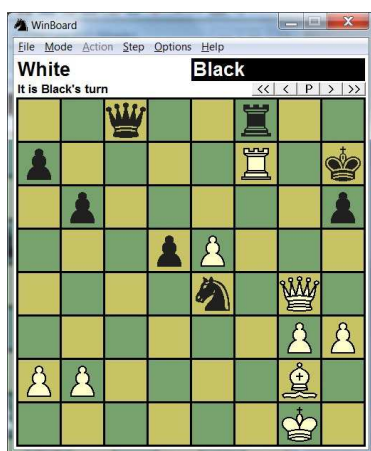 WinBoard
File Mode Action Step Options Help
White Black
It is Black's turn << < P > >>